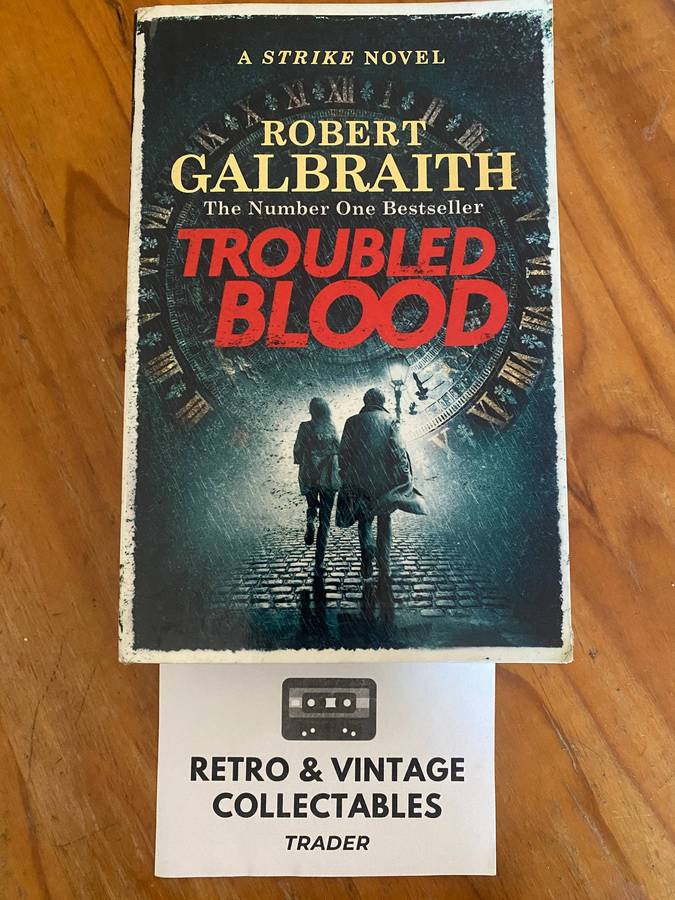 A STRIKE NOVEL
ROBERT
GALBRAITH
The Number One Bestseller
TROUBLED
BLOOD
RETRO & VINTAGE
COLLECTABLES
TRADER